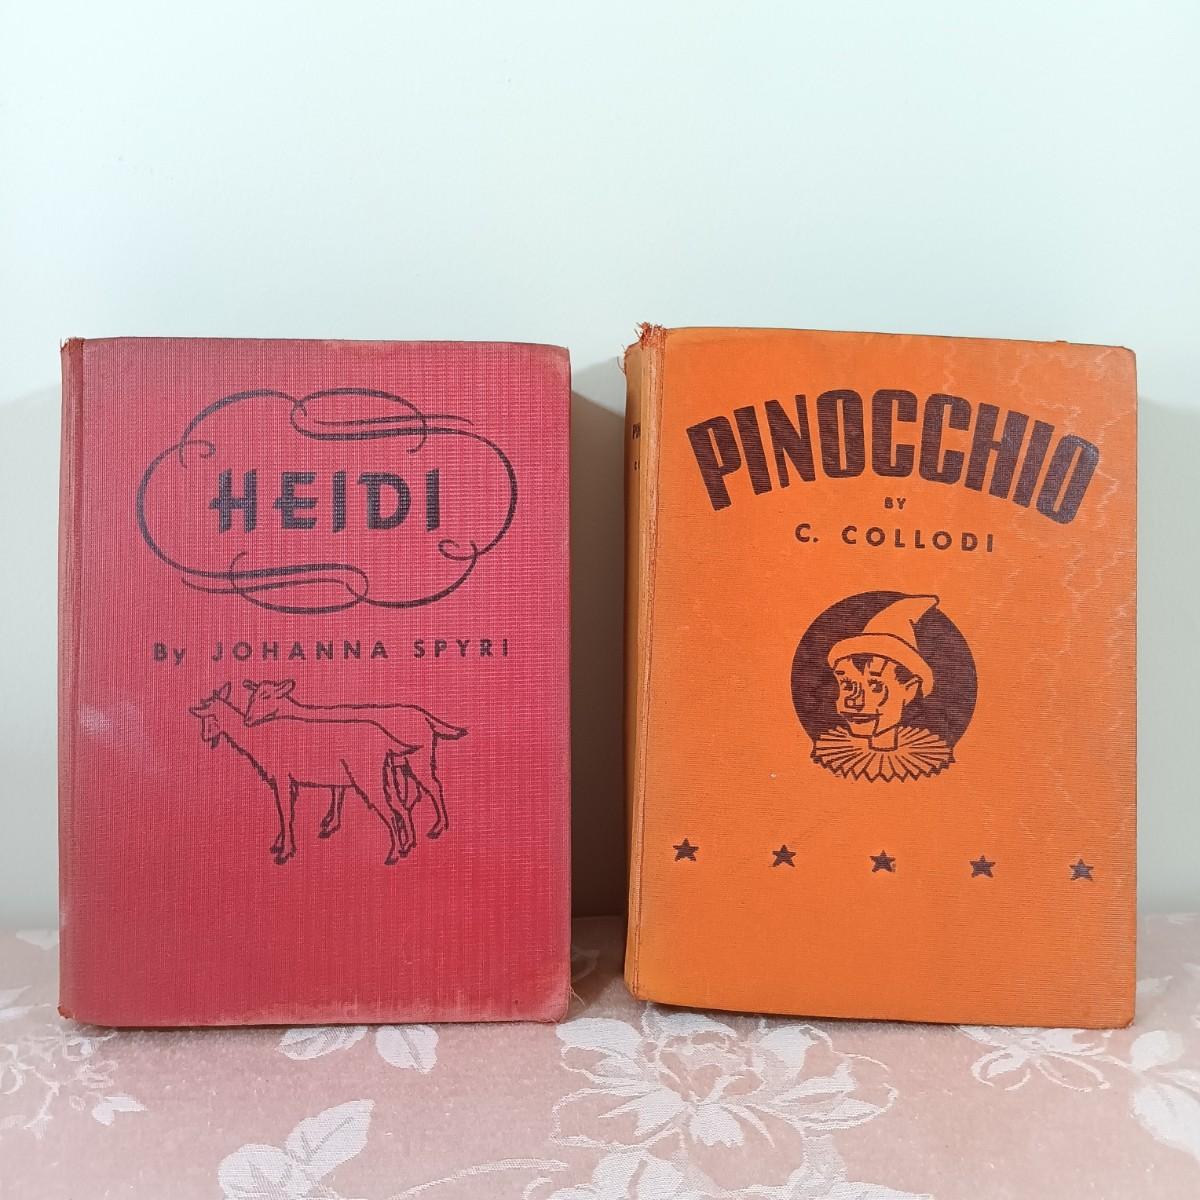 HEIDI
By JOHANNA SPYRI
PINOCCHIO
BY
C. COLLODI